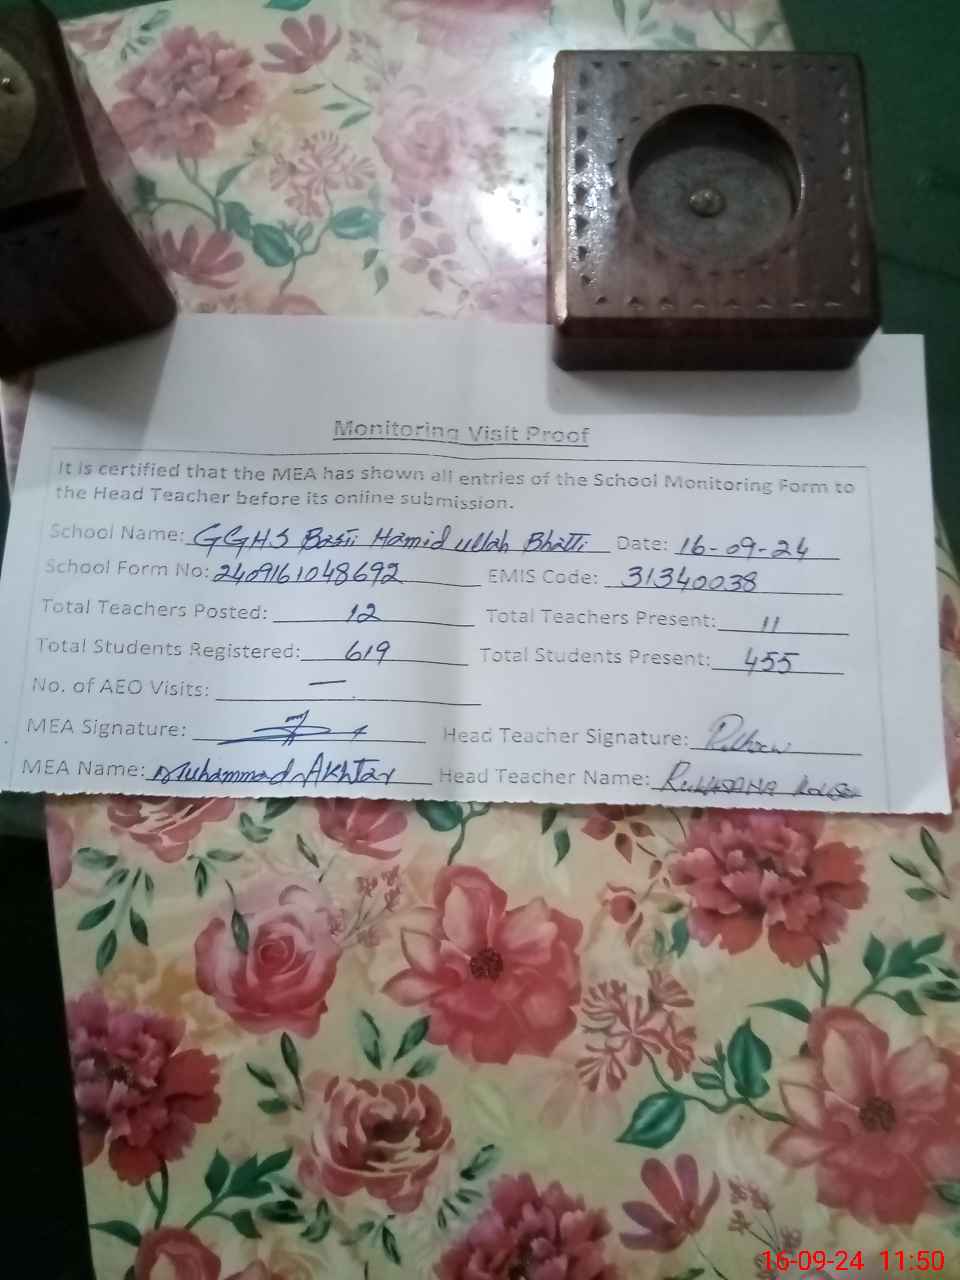 Monitoring Visit Proof
It is certified that the MEA has shown all entries of the School Monitoring Form to
the Head Teacher before its online submission.
School Name: GGHS Basti Hamid ullah Bhatti Date: 16-09-24
School Form No: 2409161048692 EMIS Code: 31340038
Total Teachers Posted: 12 Total Teachers Present: 11
Total Students Registered: 619 Total Students Present: 455
No. of AEO Visits: —
MEA Signature: Head Teacher Signature:
MEA Name: Muhammad Akhtar Head Teacher Name: RUKHSANA
16-09-24 11:50